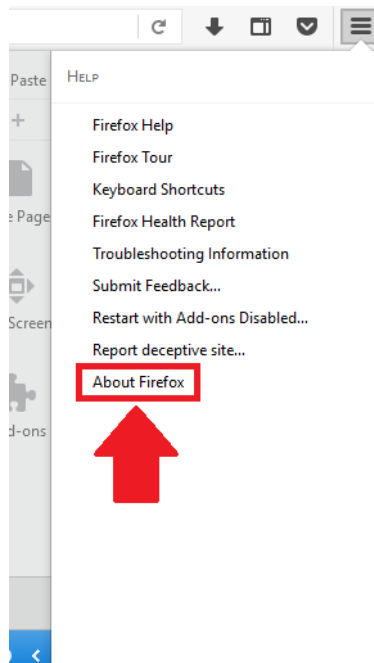 Paste
HELP
Firefox Help
Firefox Tour
Keyboard Shortcuts
e Page
Firefox Health Report
Troubleshooting Information
Submit Feedback...
Screen
Restart with Add-ons Disabled...
Report deceptive site...
About Firefox
d-ons